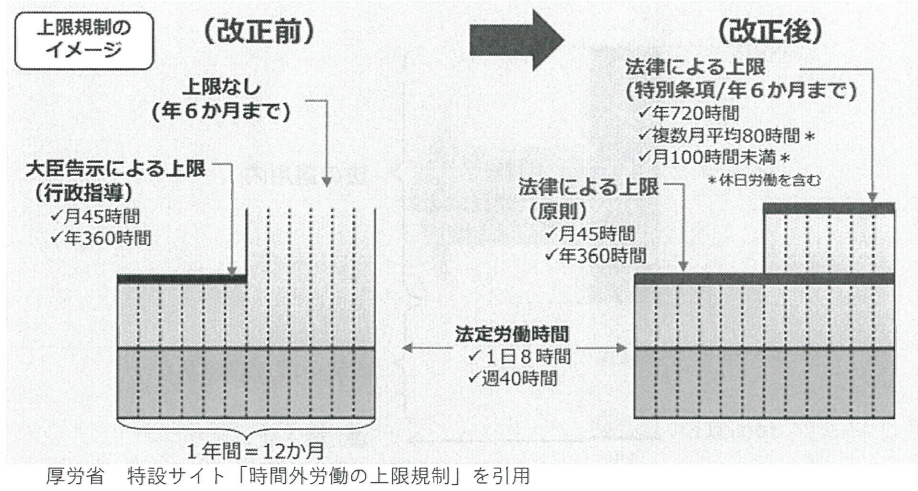 上限規制の
イメージ
(改正前)
(改正後)
上限なし
(年6か月まで)
大臣告示による上限
(行政指導)
✓月45時間
✓年360時間
法律による上限
(特別条項/年6か月まで)
✓年720時間
✓複数月平均80時間*
✓月100時間未満*
*休日労働を含む
法律による上限
(原則)
✓月45時間
✓年360時間
法定労働時間
✓1日8時間
✓週40時間
1年間=12か月
厚労省 特設サイト「時間外労働の上限規制」を引用